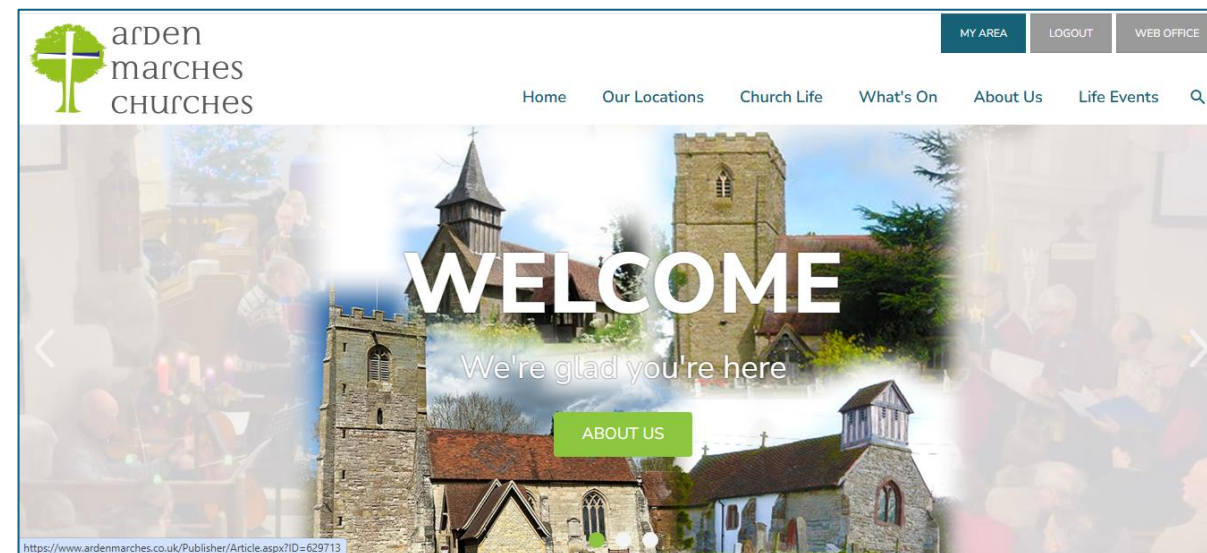 arden
marches
churches
MY AREA
LOGOUT
WEB OFFICE
Home
Our Locations
Church Life
What's On
About Us
Life Events
WELCOME
We're glad you're here
ABOUT US
https://www.ardenmarches.co.uk/Publisher/Article.aspx?ID=629713